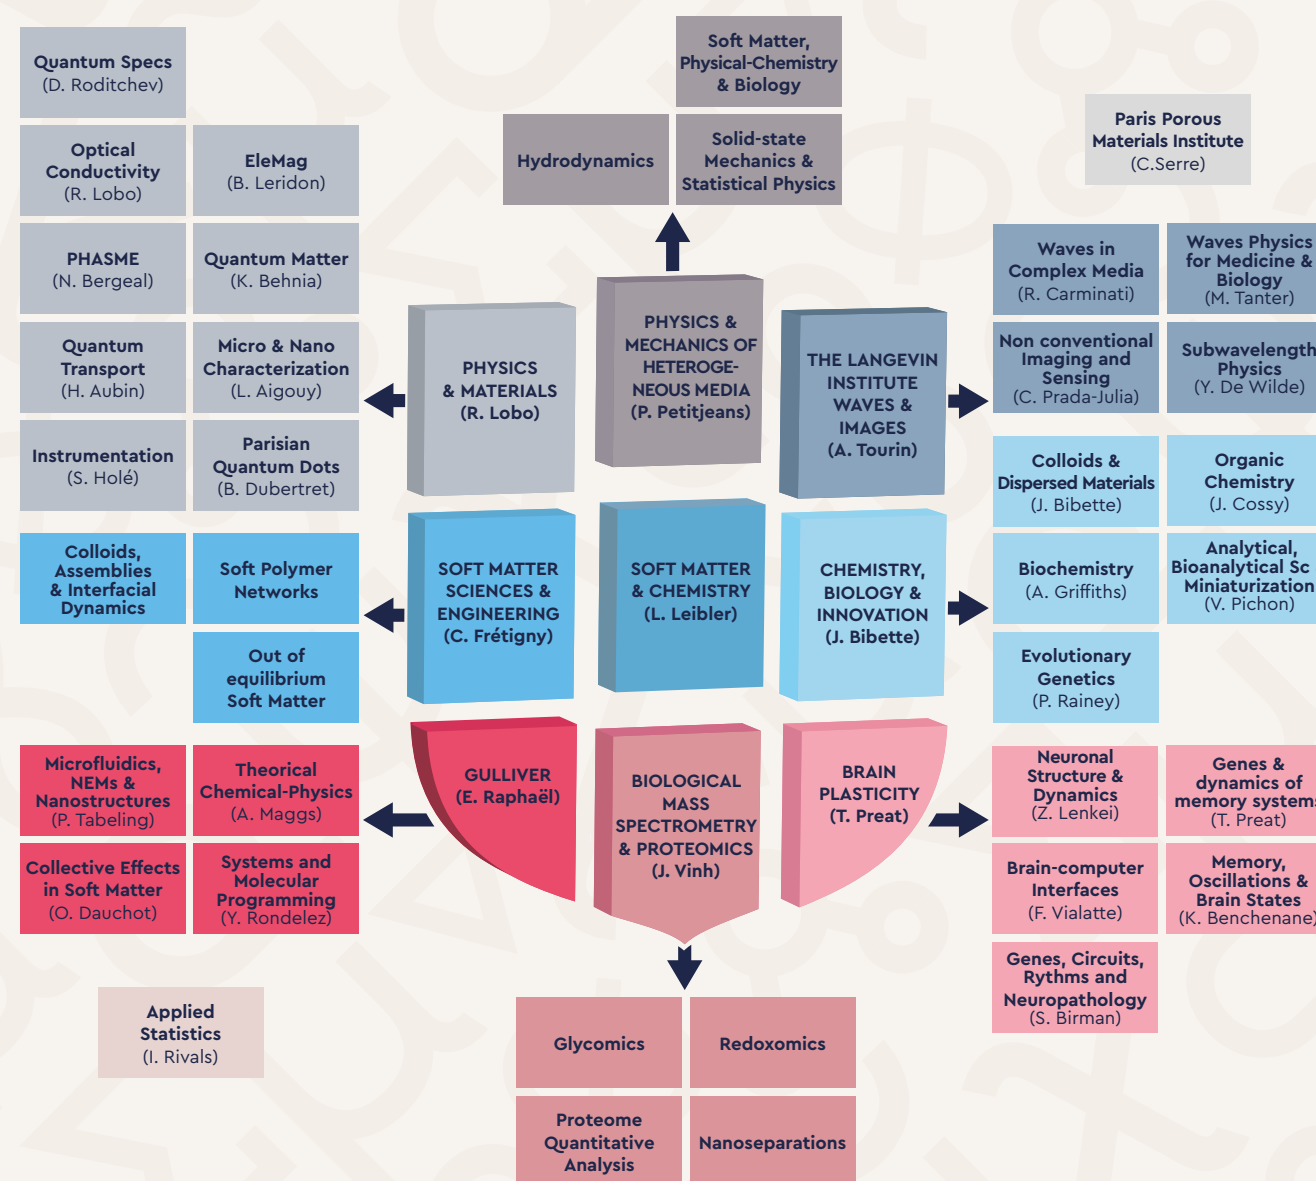 Quantum Specs
(D. Roditchev)
Optical
Conductivity
(R. Lobo)
EleMag
(B. Leridon)
PHASME
(N. Bergeal)
Quantum Matter
(K. Behnia)
Quantum
Transport
(H. Aubin)
Micro & Nano
Characterization
(L. Aigouy)
Instrumentation
(S. Holé)
Parisian
Quantum Dots
(B. Dubertret)
Soft Matter,
Physical-Chemistry
& Biology
Hydrodynamics
Solid-state
Mechanics &
Statistical Physics
Paris Porous
Materials Institute
(C.Serre)
PHYSICS
& MATERIALS
(R. Lobo)
PHYSICS &
MECHANICS OF
HETEROGE-
NEOUS MEDIA
(P. Petitjeans)
THE LANGEVIN
INSTITUTE
WAVES &
IMAGES
(A. Tourin)
Waves in
Complex Media
(R. Carminati)
Waves Physics
for Medicine &
Biology
(M. Tanter)
Non conventional
Imaging and
Sensing
(C. Prada-Julia)
Subwavelength
Physics
(Y. De Wilde)
Colloids,
Assemblies
& Interfacial
Dynamics
Soft Polymer
Networks
Out of
equilibrium
Soft Matter
SOFT MATTER
SCIENCES &
ENGINEERING
(C. Frétigny)
SOFT MATTER
& CHEMISTRY
(L. Leibler)
CHEMISTRY,
BIOLOGY &
INNOVATION
(J. Bibette)
Colloids &
Dispersed Materials
(J. Bibette)
Organic
Chemistry
(J. Cossy)
Biochemistry
(A. Griffiths)
Analytical,
Bioanalytical Sc
Miniaturization
(V. Pichon)
Evolutionary
Genetics
(P. Rainey)
Microfluidics,
NEMs &
Nanostructures
(P. Tabeling)
Theorical
Chemical-Physics
(A. Maggs)
Collective Effects
in Soft Matter
(O. Dauchot)
Systems and
Molecular
Programming
(Y. Rondelez)
GULLIVER
(E. Raphaël)
BIOLOGICAL
MASS
SPECTROMETRY
& PROTEOMICS
(J. Vinh)
BRAIN
PLASTICITY
(T. Preat)
Neuronal
Structure &
Dynamics
(Z. Lenkei)
Genes &
dynamics of
memory systems
(T. Preat)
Brain-computer
Interfaces
(F. Vialatte)
Memory,
Oscillations &
Brain States
(K. Benchenane)
Genes, Circuits,
Rythms and
Neuropathology
(S. Birman)
Applied
Statistics
(I. Rivals)
Glycomics
Redoxomics
Proteome
Quantitative
Analysis
Nanoseparations